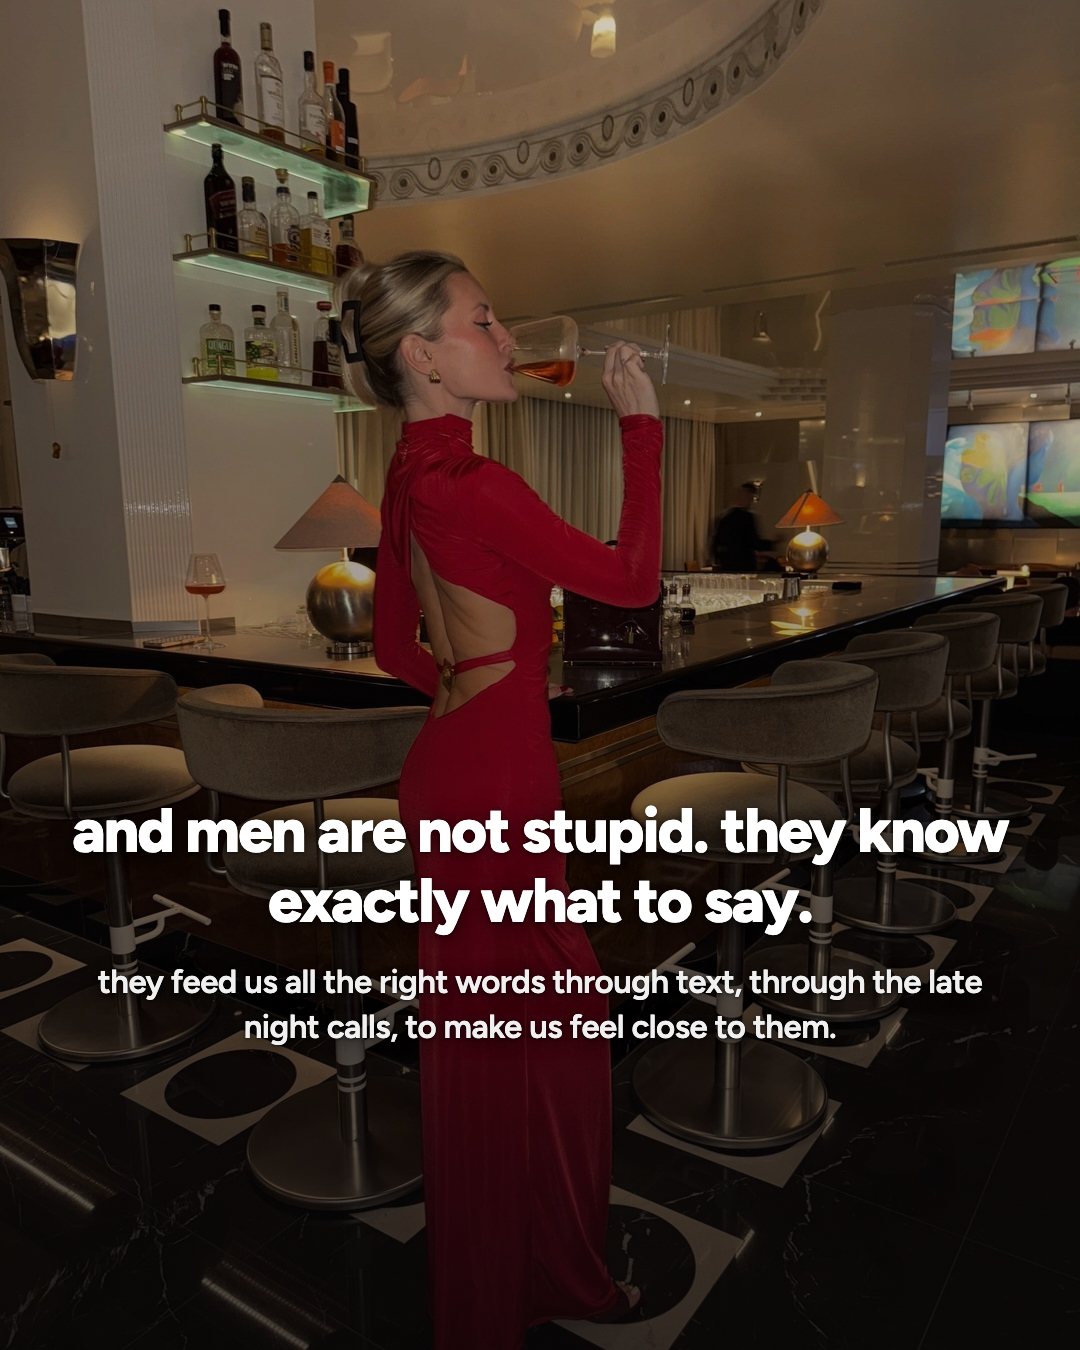 and men are not stupid. they know
exactly what to say.
they feed us all the right words through text, through the late
night calls, to make us feel close to them.